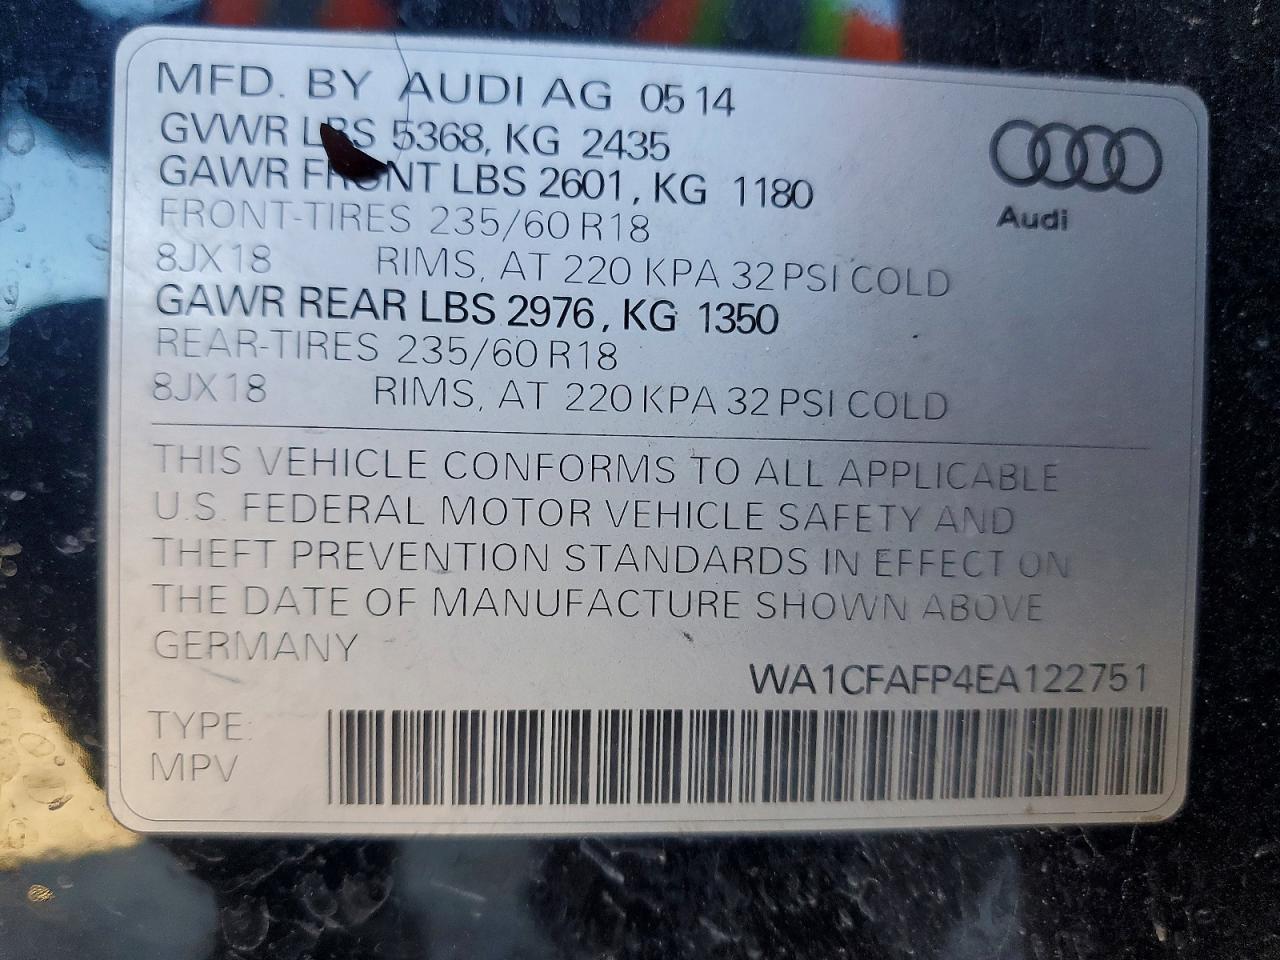 MFD. BY AUDI AG 05 14
GVWR LBS 5368, KG 2435
GAWR FRONT LBS 2601, KG 1180
FRONT-TIRES 235/60 R18
8JX18 RIMS, AT 220 KPA 32 PSI COLD
GAWR REAR LBS 2976, KG 1350
REAR-TIRES 235/60 R18
8JX18 RIMS, AT 220 KPA 32 PSI COLD
Audi
THIS VEHICLE CONFORMS TO ALL APPLICABLE
U.S. FEDERAL MOTOR VEHICLE SAFETY AND
THEFT PREVENTION STANDARDS IN EFFECT ON
THE DATE OF MANUFACTURE SHOWN ABOVE
GERMANY
WA1CFAFP4EA122751
TYPE:
MPV